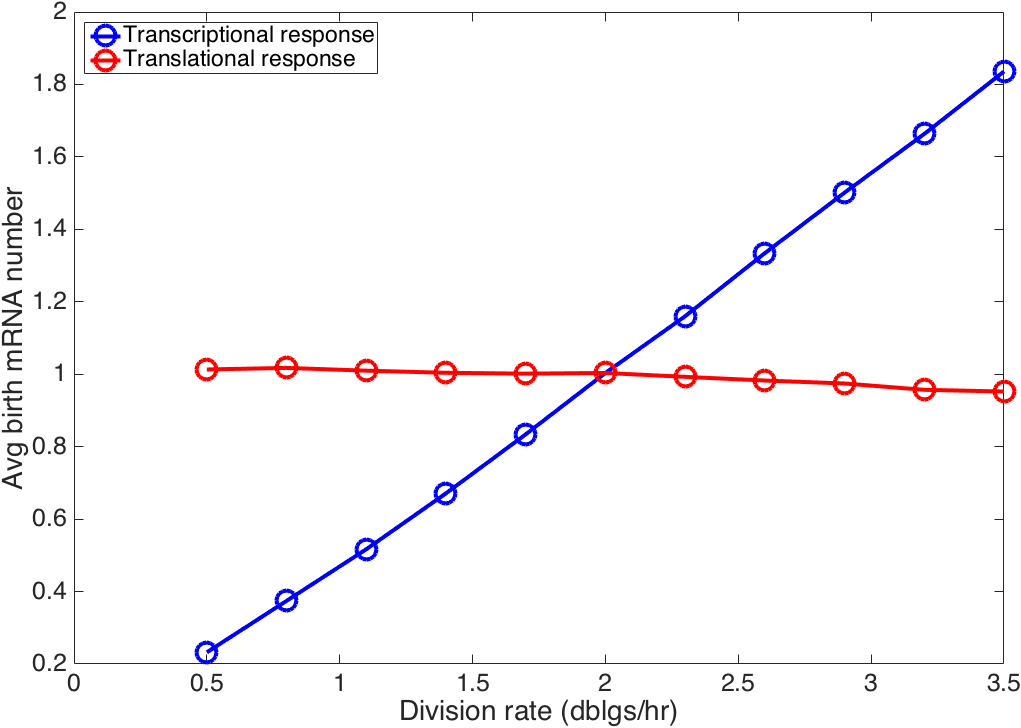 2
Transcriptional response
Translational response
1.8
1.6
1.4
1.2
1
0.8
0.6
0.4
0.2
Avg birth mRNA number
0 0.5 1 1.5 2 2.5 3 3.5
Division rate (dblgs/hr)